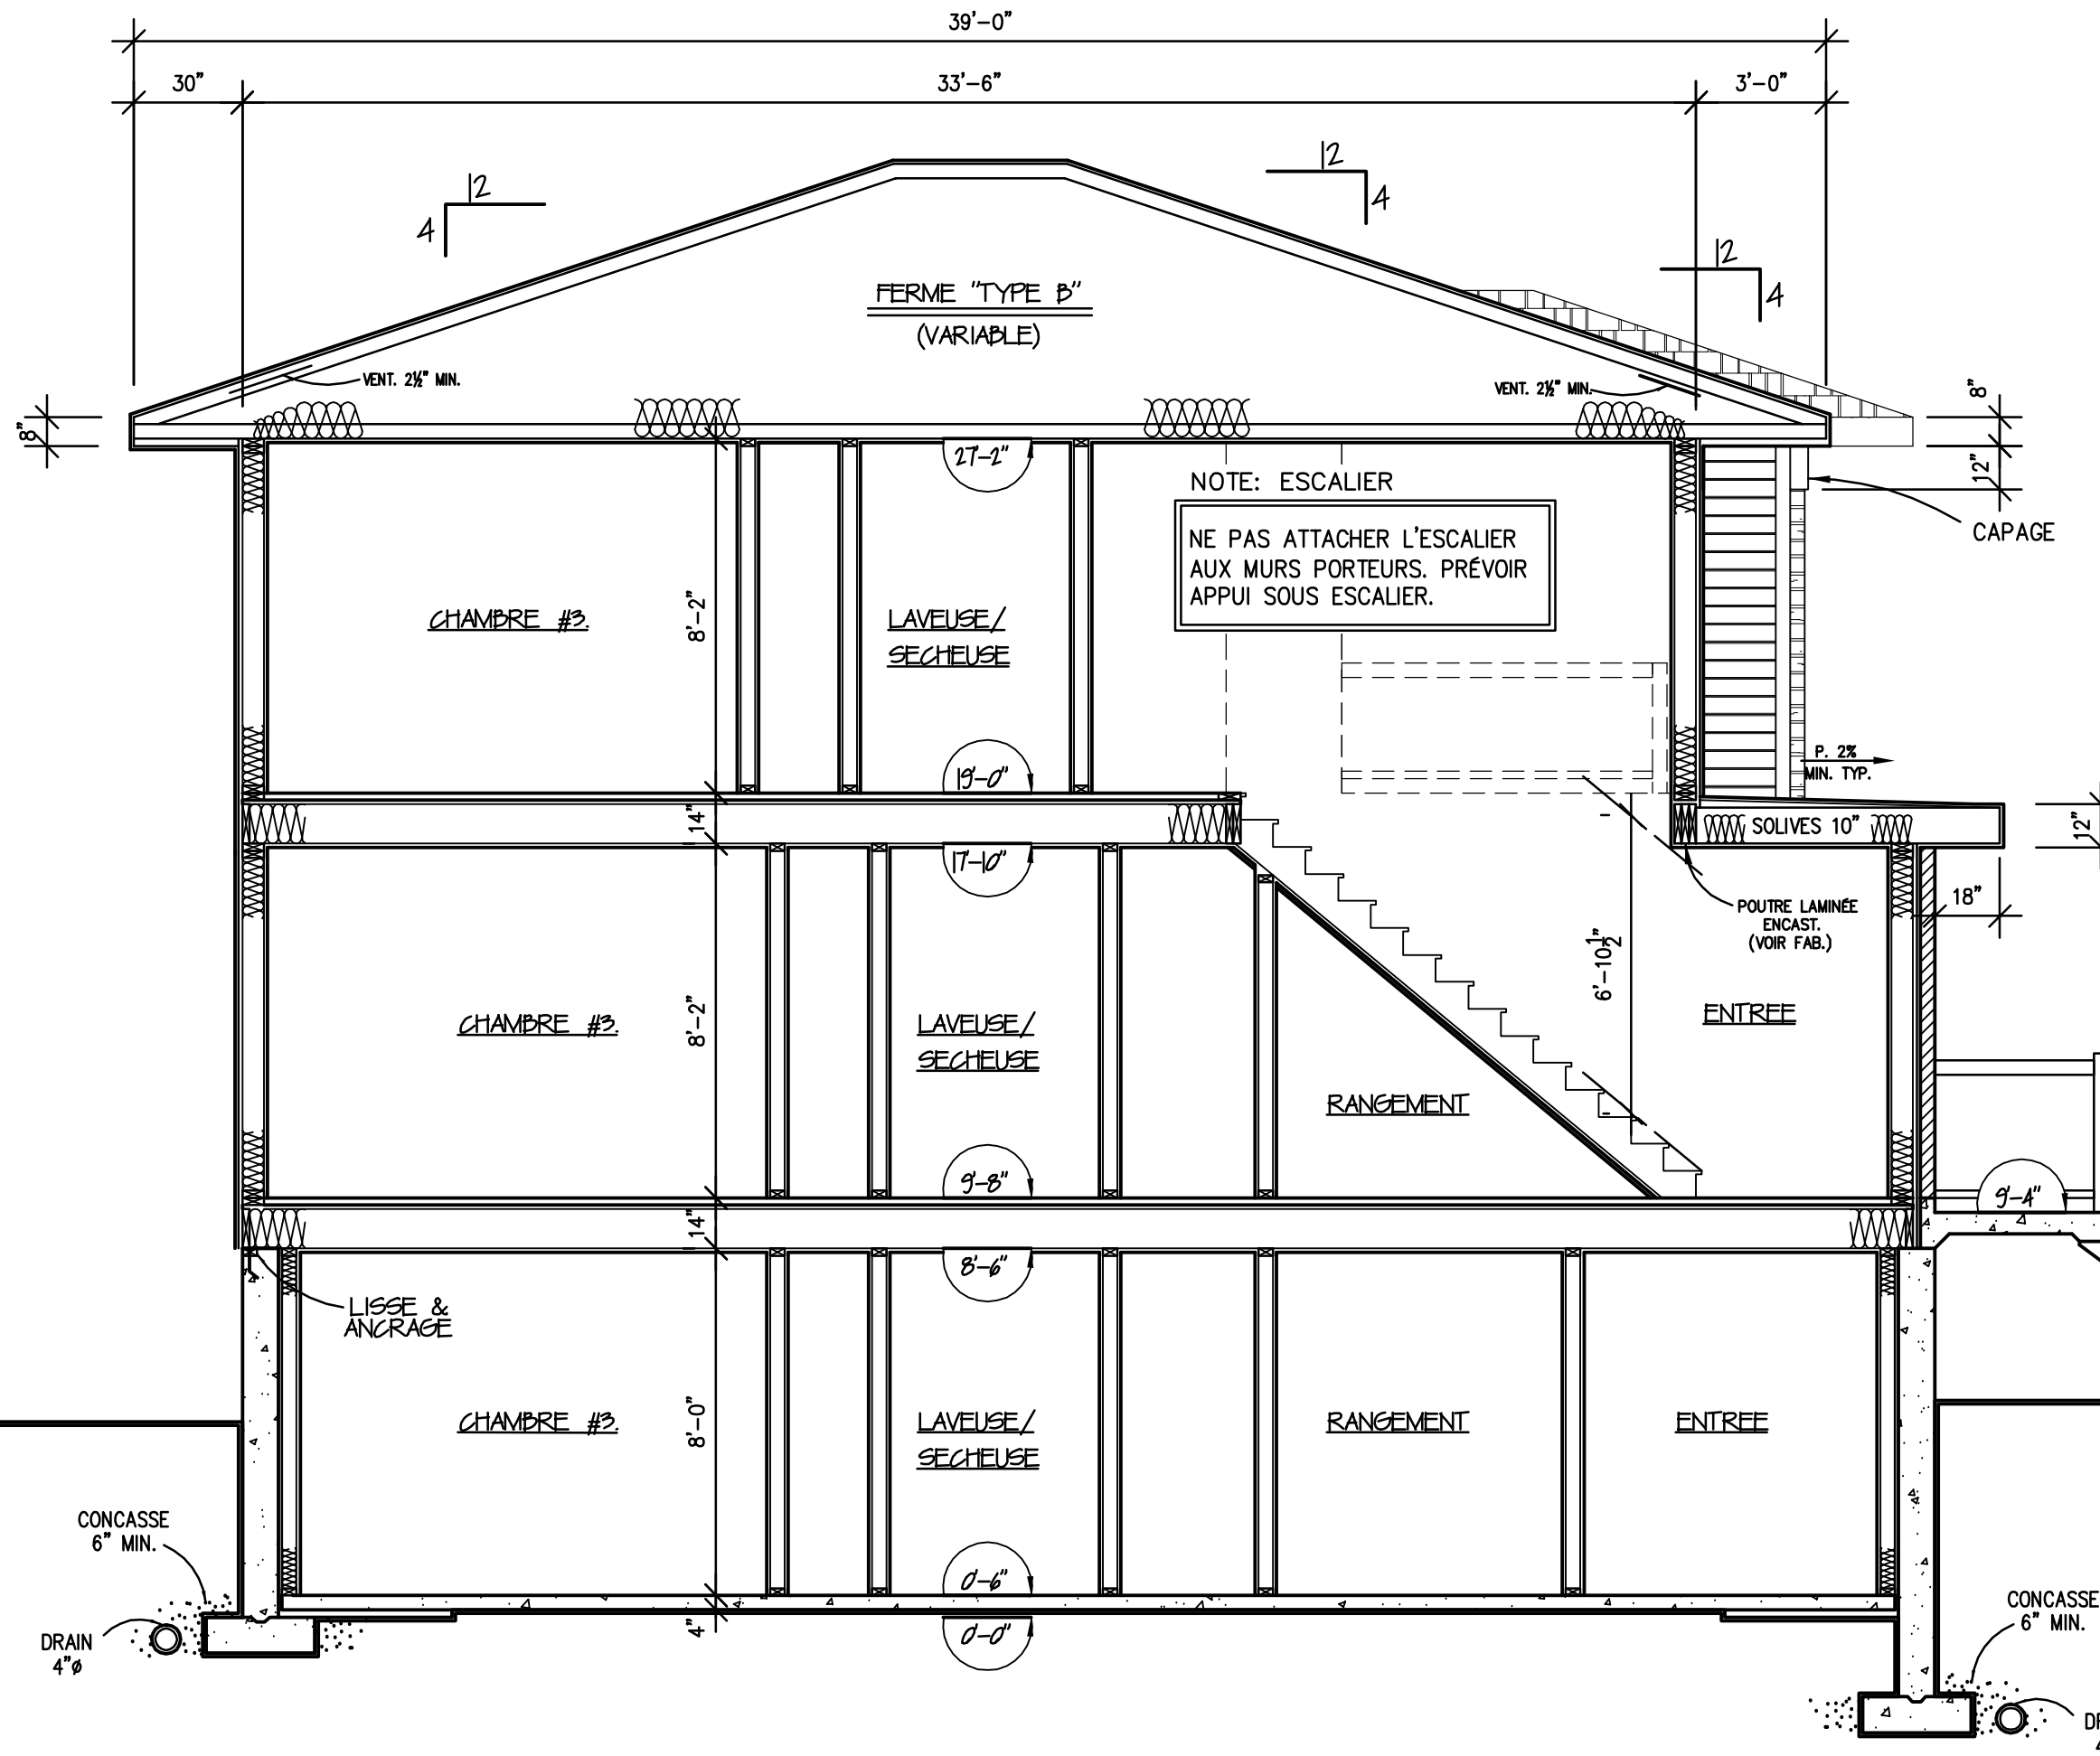 39'-0"
30"
33'-6"
3'-0"
12
4
12
4
12
4
FERME "TYPE B"
(VARIABLE)
VENT. 2½" MIN.
VENT. 2½" MIN.
8"
8"
12"
CAPAGE
27'-2"
NOTE: ESCALIER
NE PAS ATTACHER L'ESCALIER
AUX MURS PORTEURS. PRÉVOIR
APPUI SOUS ESCALIER.
CHAMBRE #3.
8'-2"
LAVEUSE/
SECHEUSE
19'-0"
P. 2%
MIN. TYP.
14"
SOLIVES 10"
12"
17'-10"
18"
POUTRE LAMINÉE
ENCAST.
(VOIR FAB.)
6'-10½"
CHAMBRE #3.
8'-2"
LAVEUSE/
SECHEUSE
ENTREE
RANGEMENT
9'-8"
9'-4"
14"
8'-6"
LISSE &
ANCRAGE
CHAMBRE #3.
8'-0"
LAVEUSE/
SECHEUSE
RANGEMENT
ENTREE
CONCASSE
6" MIN.
0'-6"
CONCASSE
6" MIN.
DRAIN
4"ø
4"
0'-0"